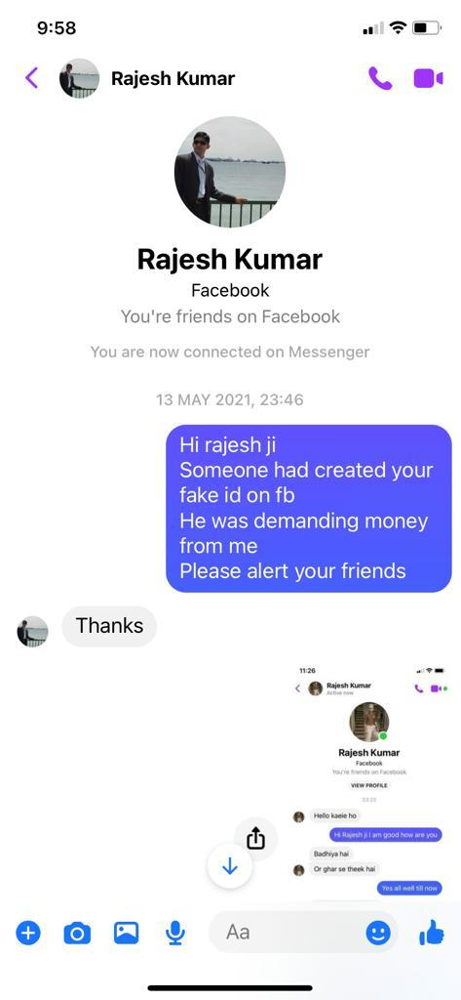 9:58
Rajesh Kumar
Rajesh Kumar
Facebook
You're friends on Facebook
You are now connected on Messenger
13 MAY 2021, 23:46
Hi rajesh ji
Someone had created your
fake id on fb
He was demanding money
from me
Please alert your friends
Thanks
11:26
Rajesh Kumar
Active now
Rajesh Kumar
Facebook
You're friends on Facebook
VIEW PROFILE
23:23
Hello kaeie ho
Hi Rajesh ji I am good how are you
Badhiya hai
Or ghar se theek hai
Yes all well till now
Aa